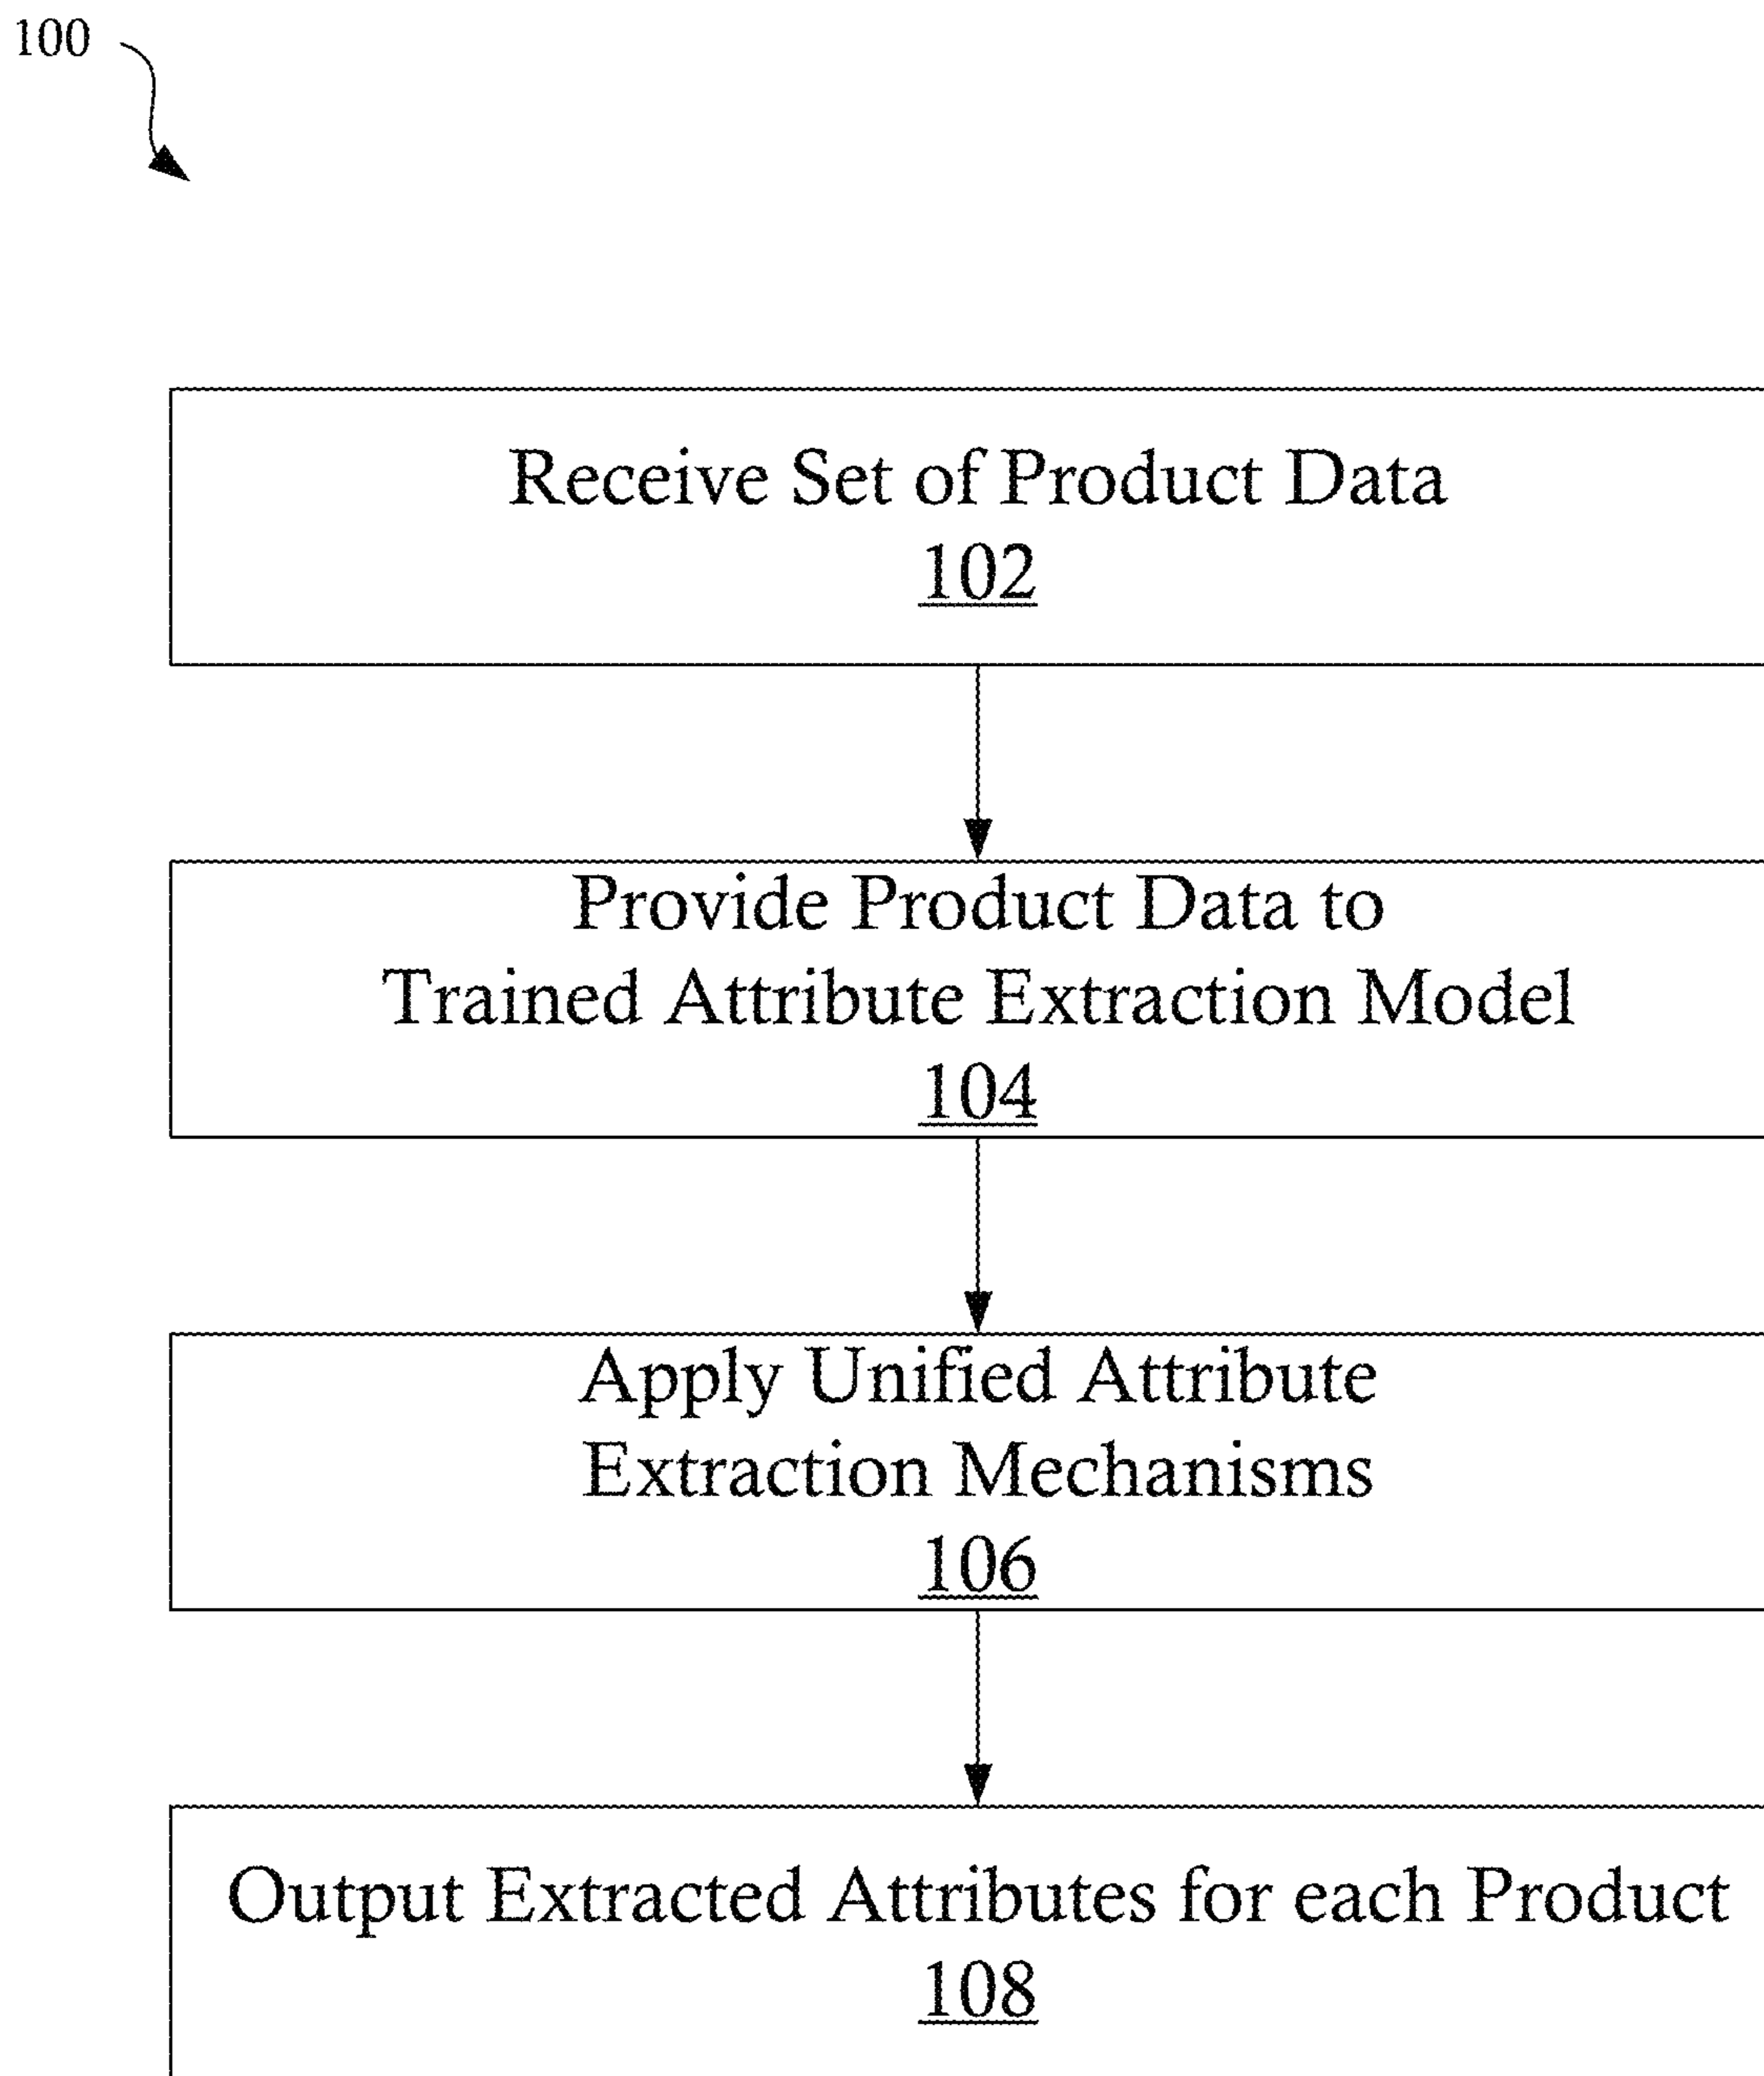 100
Receive Set of Product Data
102
Provide Product Data to
Trained Attribute Extraction Model
104
Apply Unified Attribute
Extraction Mechanisms
106
Output Extracted Attributes for each Product
108